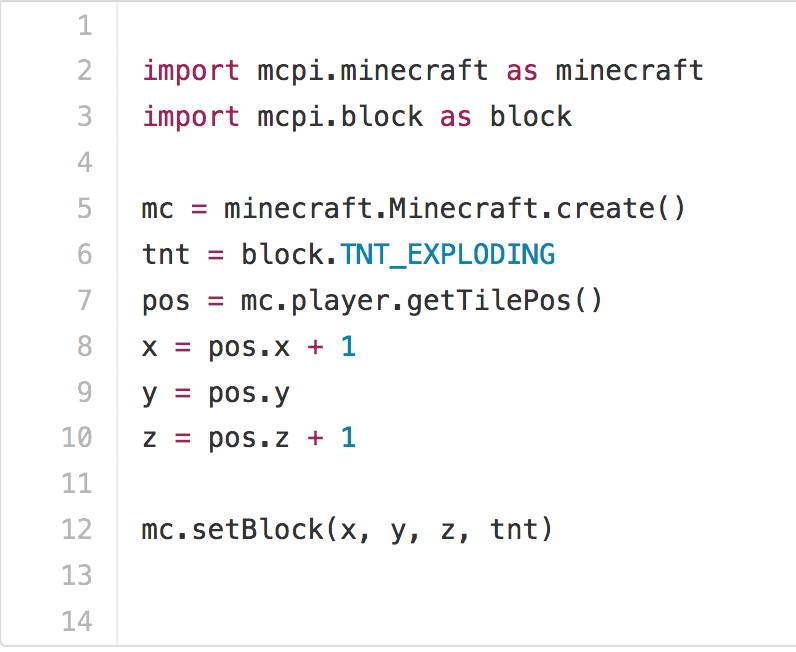 1
2 import mcpi.minecraft as minecraft
3 import mcpi.block as block
4
5 mc = minecraft.Minecraft.create()
6 tnt = block.TNT_EXPLODING
7 pos = mc.player.getTilePos()
8 x = pos.x + 1
9 y = pos.y
10 z = pos.z + 1
11
12 mc.setBlock(x, y, z, tnt)
13
14